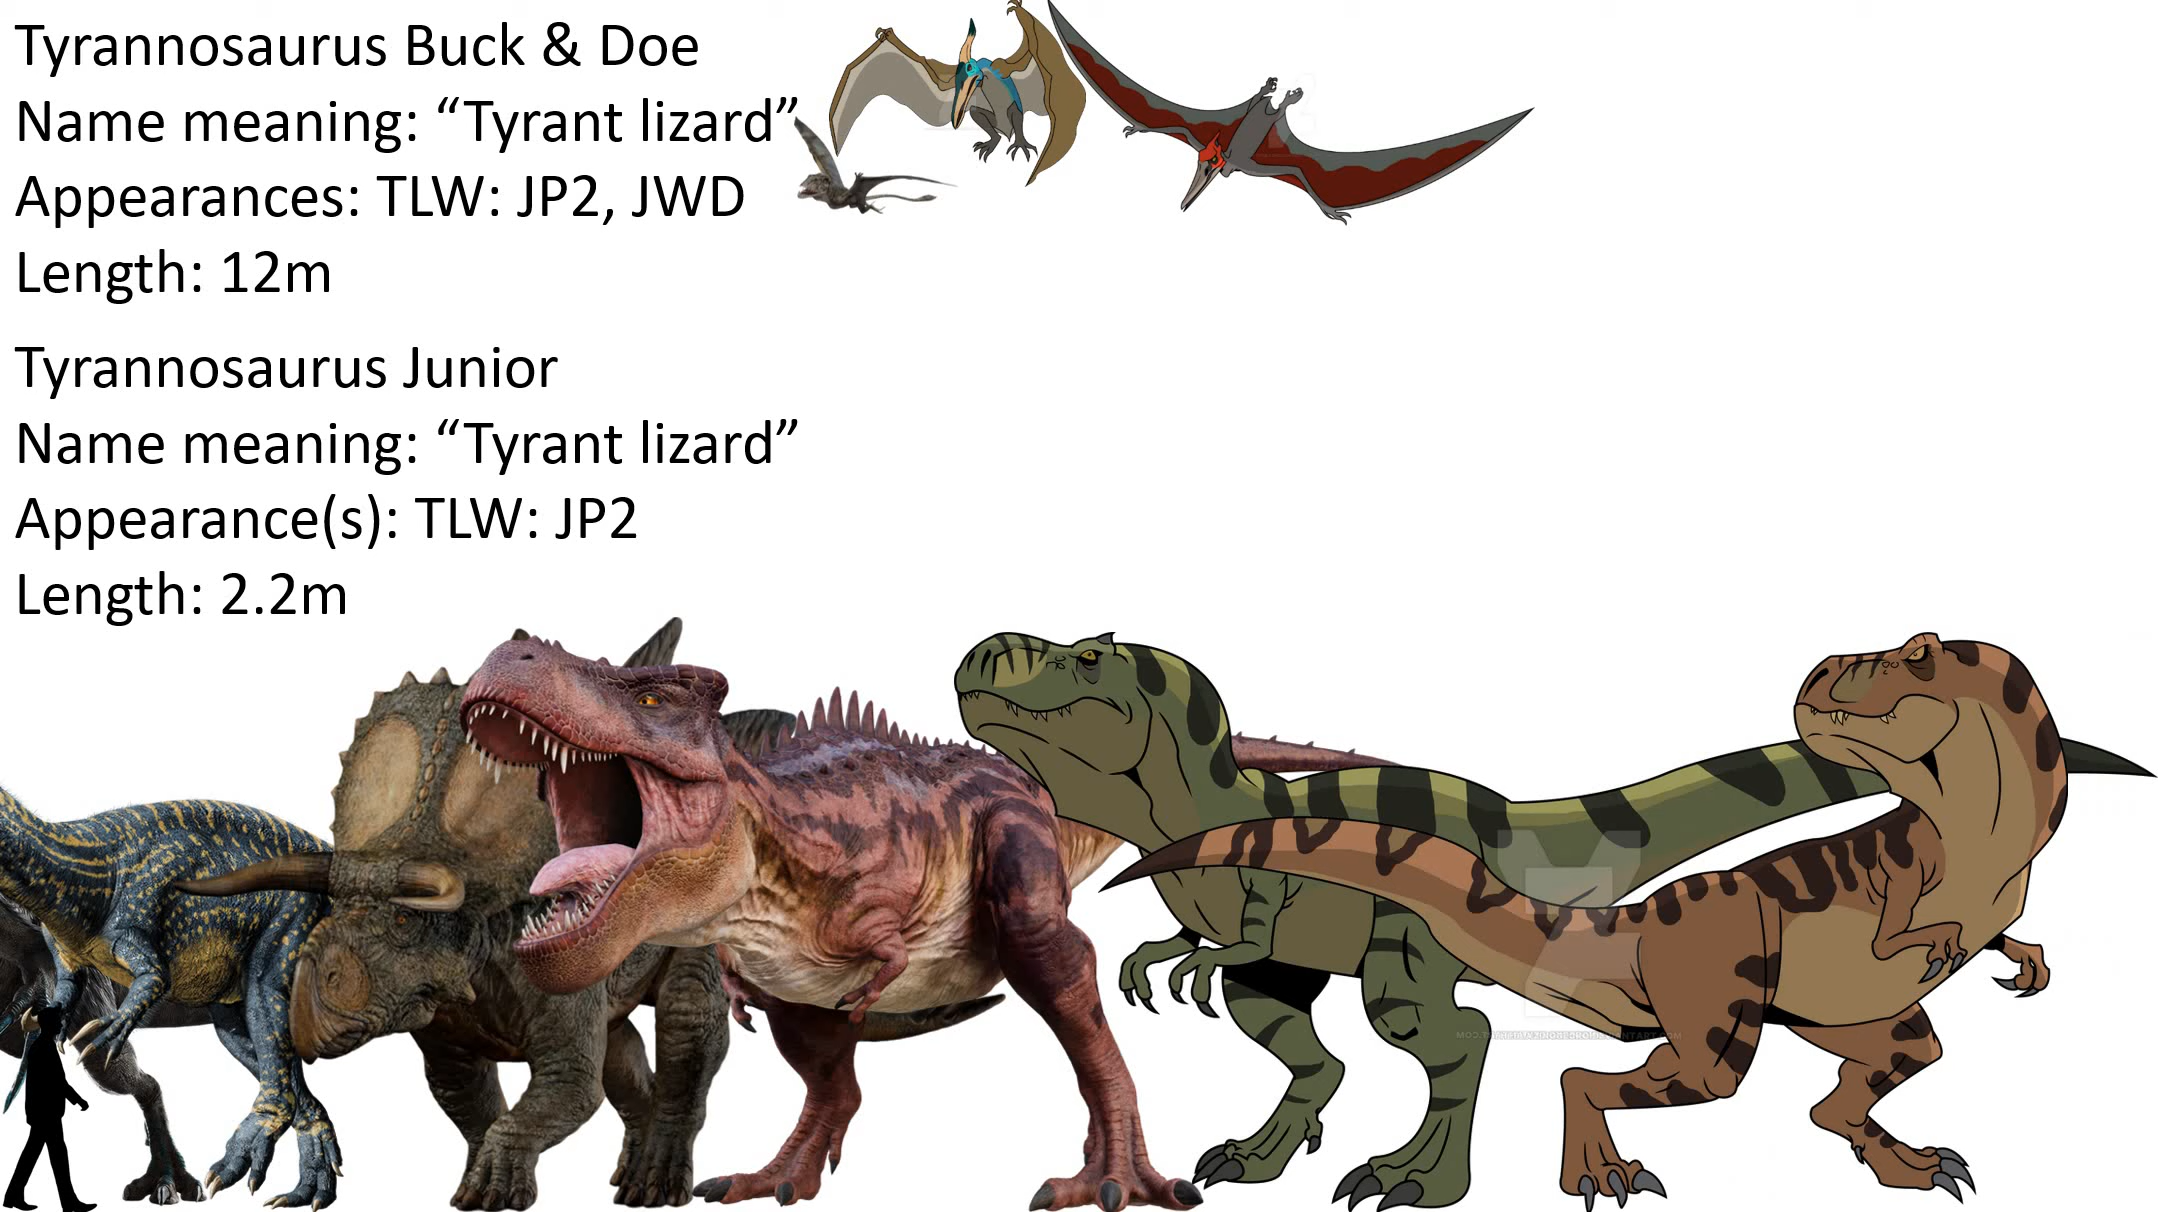 Tyrannosaurus Buck & Doe
Name meaning: “Tyrant lizard”
Appearances: TLW: JP2, JWD
Length: 12m
Tyrannosaurus Junior
Name meaning: “Tyrant lizard”
Appearance(s): TLW: JP2
Length: 2.2m